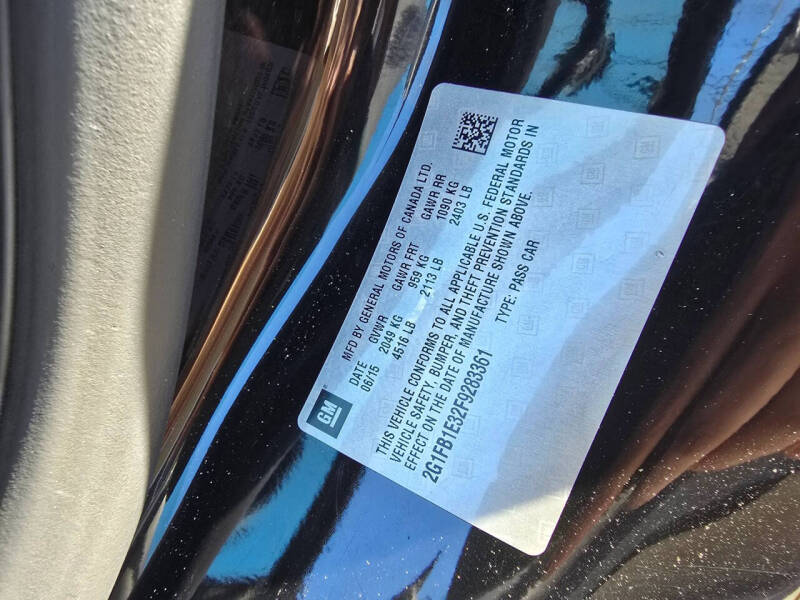 GM
MFD BY GENERAL MOTORS OF CANADA LTD.
DATE GVWR GAWR FRT GAWR RR
06/15 2049 KG 959 KG 1090 KG
4516 LB 2113 LB 2403 LB
THIS VEHICLE CONFORMS TO ALL APPLICABLE U.S. FEDERAL MOTOR
VEHICLE SAFETY, BUMPER, AND THEFT PREVENTION STANDARDS IN
EFFECT ON THE DATE OF MANUFACTURE SHOWN ABOVE.
2G1FB1E32F9283361 TYPE: PASS CAR